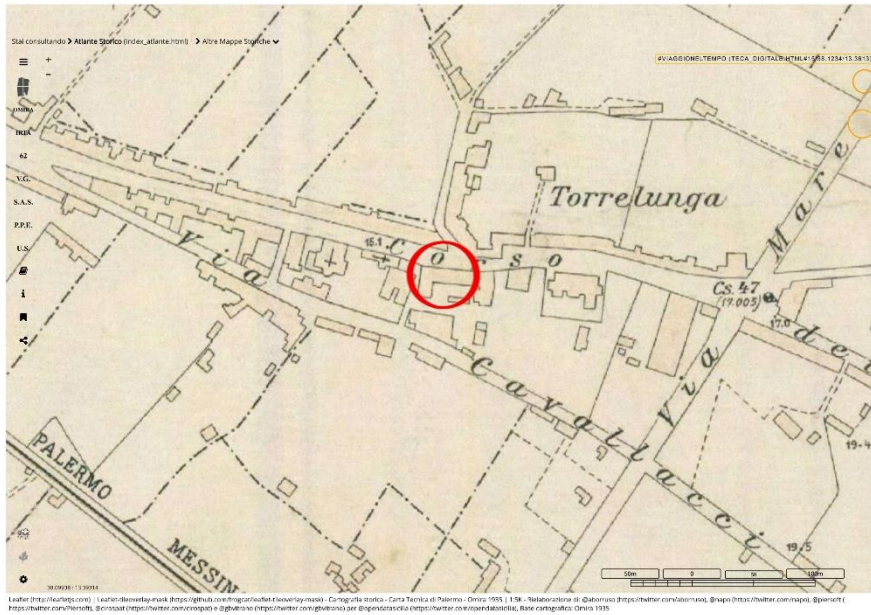 Stai consultando > Atlante Storico (index_atlante.html) > Altre Mappe Storiche
#VIAGGIONELTEMPO (TECA_DIGITALE.HTML#16/38.1234/13.3613)
+
-
OMIRA
IRTA
62
V.G.
S.A.S.
P.P.E.
U.S.
i
Torrelunga
15.1
Corso
Via
Cavallacci
Via Mare
dei
Cs. 47
(17.005)
17.0
19-4
19-5
PALERMO
MESSIN
50m 0 50 100m
Leaflet (http://leafletjs.com) | Leaflet-tileoverlay-mask (https://github.com/frogcat/leaflet-tileoverlay-mask) - Cartografia storica - Carta Tecnica di Palermo - Omira 1935 | 1:5K - Rielaborazione di: @aborruso (https://twitter.com/aborruso), @napo (https://twitter.com/napo), @piersoft (
https://twitter.com/Piersoft), @cirospat (https://twitter.com/cirospat) e @gbvitrano (https://twitter.com/gbvitrano) per @opendatasicilia (https://twitter.com/opendatasicilia), Base cartografica: Omira 1935